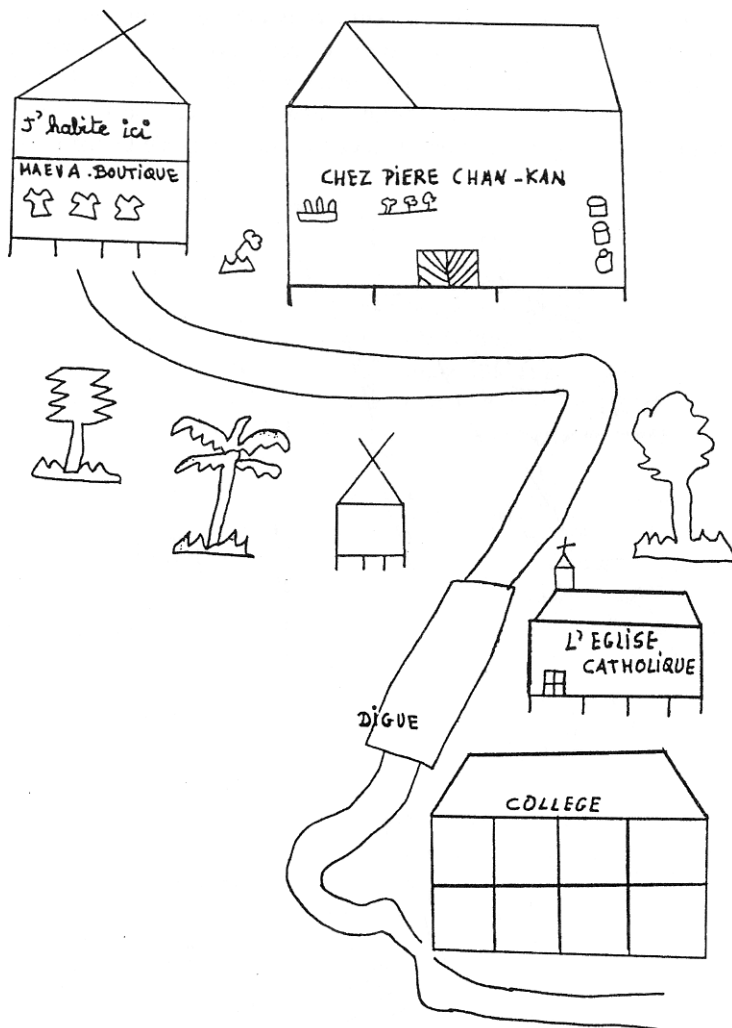 J'habite ici
MAEVA-BOUTIQUE
CHEZ PiERE CHAN-KAN
L'EGLiSE
CATHOLiQUE
DiGUE
COLLEGE